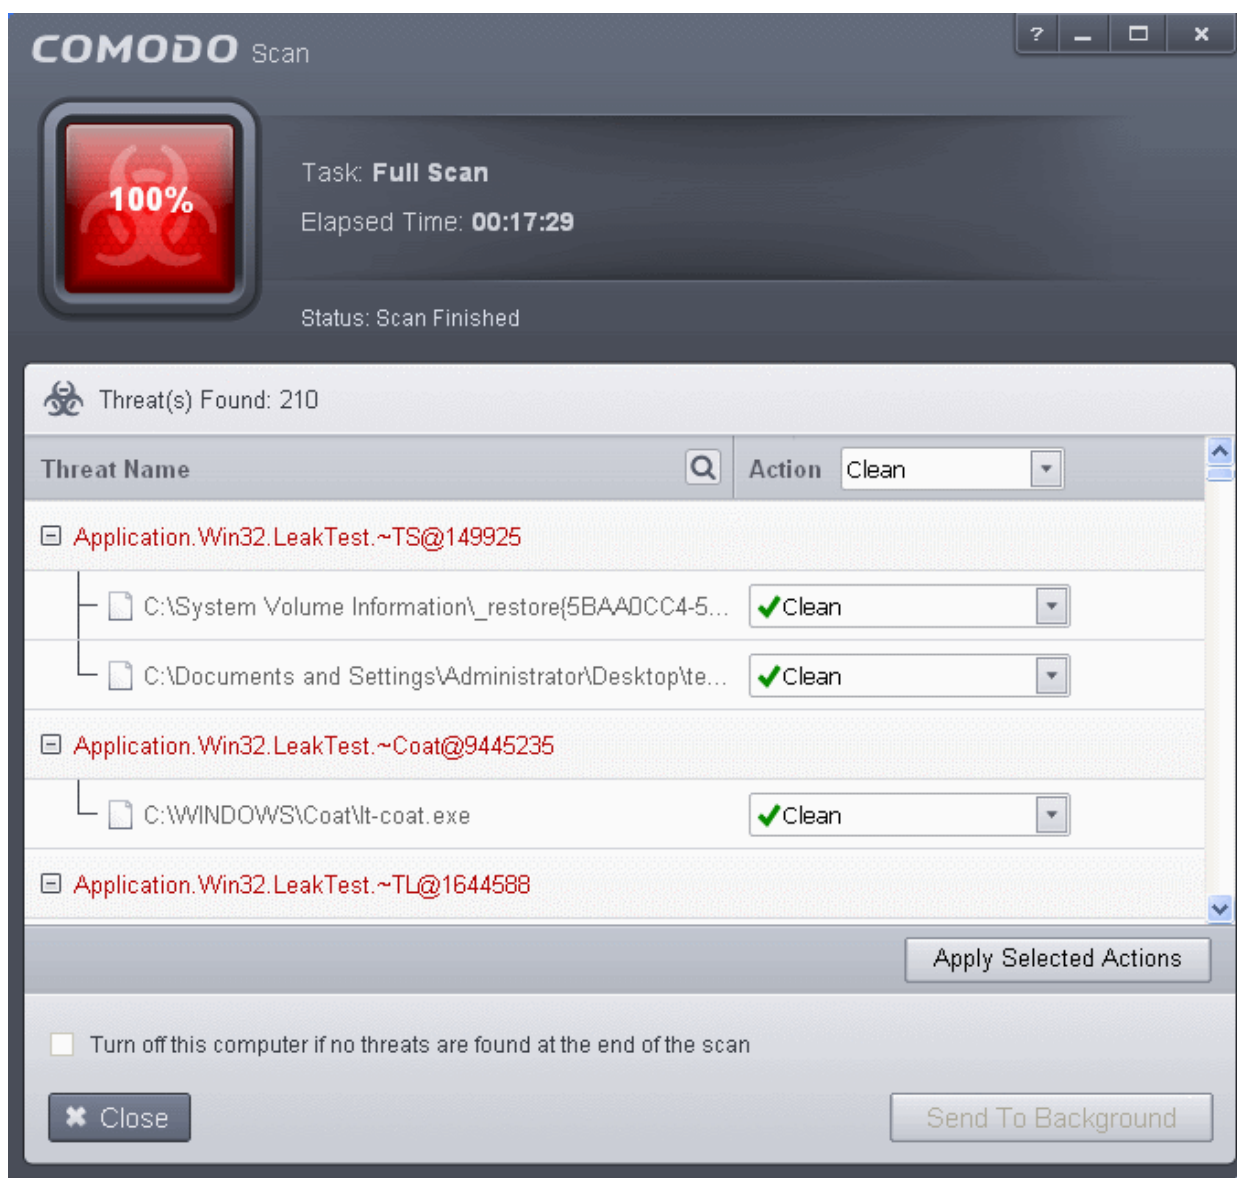 COMODO Scan
?
100%
Task: Full Scan
Elapsed Time: 00:17:29
Status: Scan Finished
Threat(s) Found: 210
Threat Name
Action
Clean
Application.Win32.LeakTest.~TS@149925
C:\System Volume Information\_restore{5BAA0CC4-5...
Clean
C:\Documents and Settings\Administrator\Desktop\te...
Clean
Application.Win32.LeakTest.~Coat@9445235
C:\WINDOWS\Coat\lt-coat.exe
Clean
Application.Win32.LeakTest.~TL@1644588
Apply Selected Actions
Turn off this computer if no threats are found at the end of the scan
Close
Send To Background